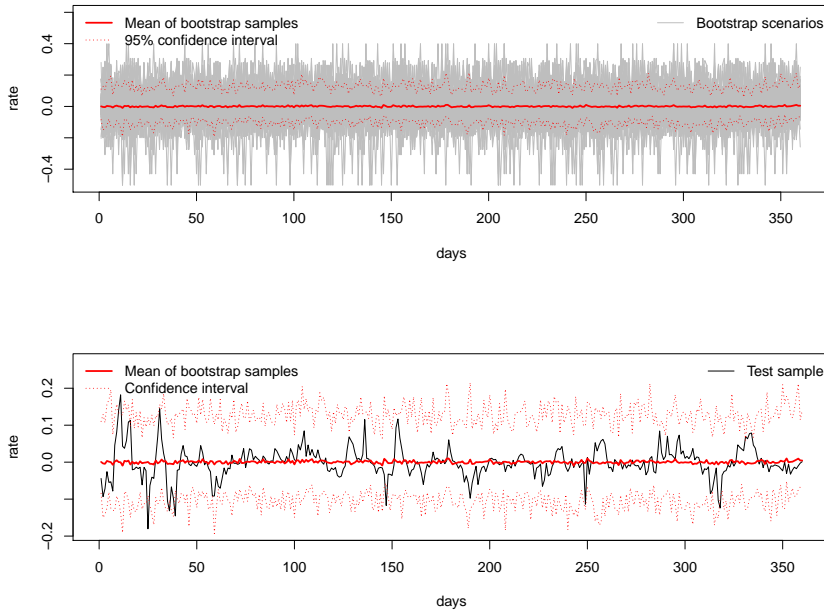 Mean of bootstrap samples
95% confidence interval
Bootstrap scenarios
0.4
0.0
−0.4
rate
0 50 100 150 200 250 300 350
days
Mean of bootstrap samples
Confidence interval
Test sample
0.2
0.1
0.0
−0.2
rate
0 50 100 150 200 250 300 350
days